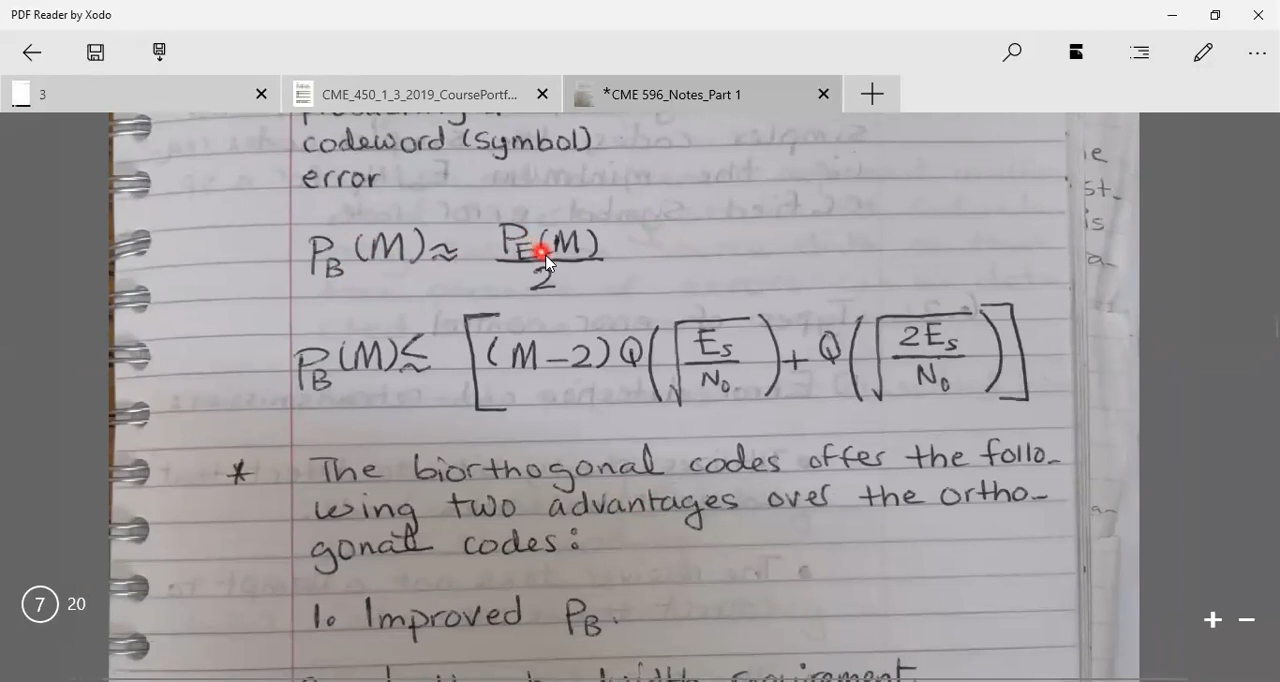 PDF Reader by Xodo
3
CME_450_1_3_2019_CoursePortf...
*CME 596_Notes_Part 1
codeword (symbol)
error
P_B (M) ≈ P_E (M) / 2
P_B (M) ≲ [(M-2) Q(√(E_s / N_0)) + Q(√(2E_s / N_0))]
* The biorthogonal codes offer the follo-
wing two advantages over the ortho-
gonal codes:
1. Improved P_B.
7 20